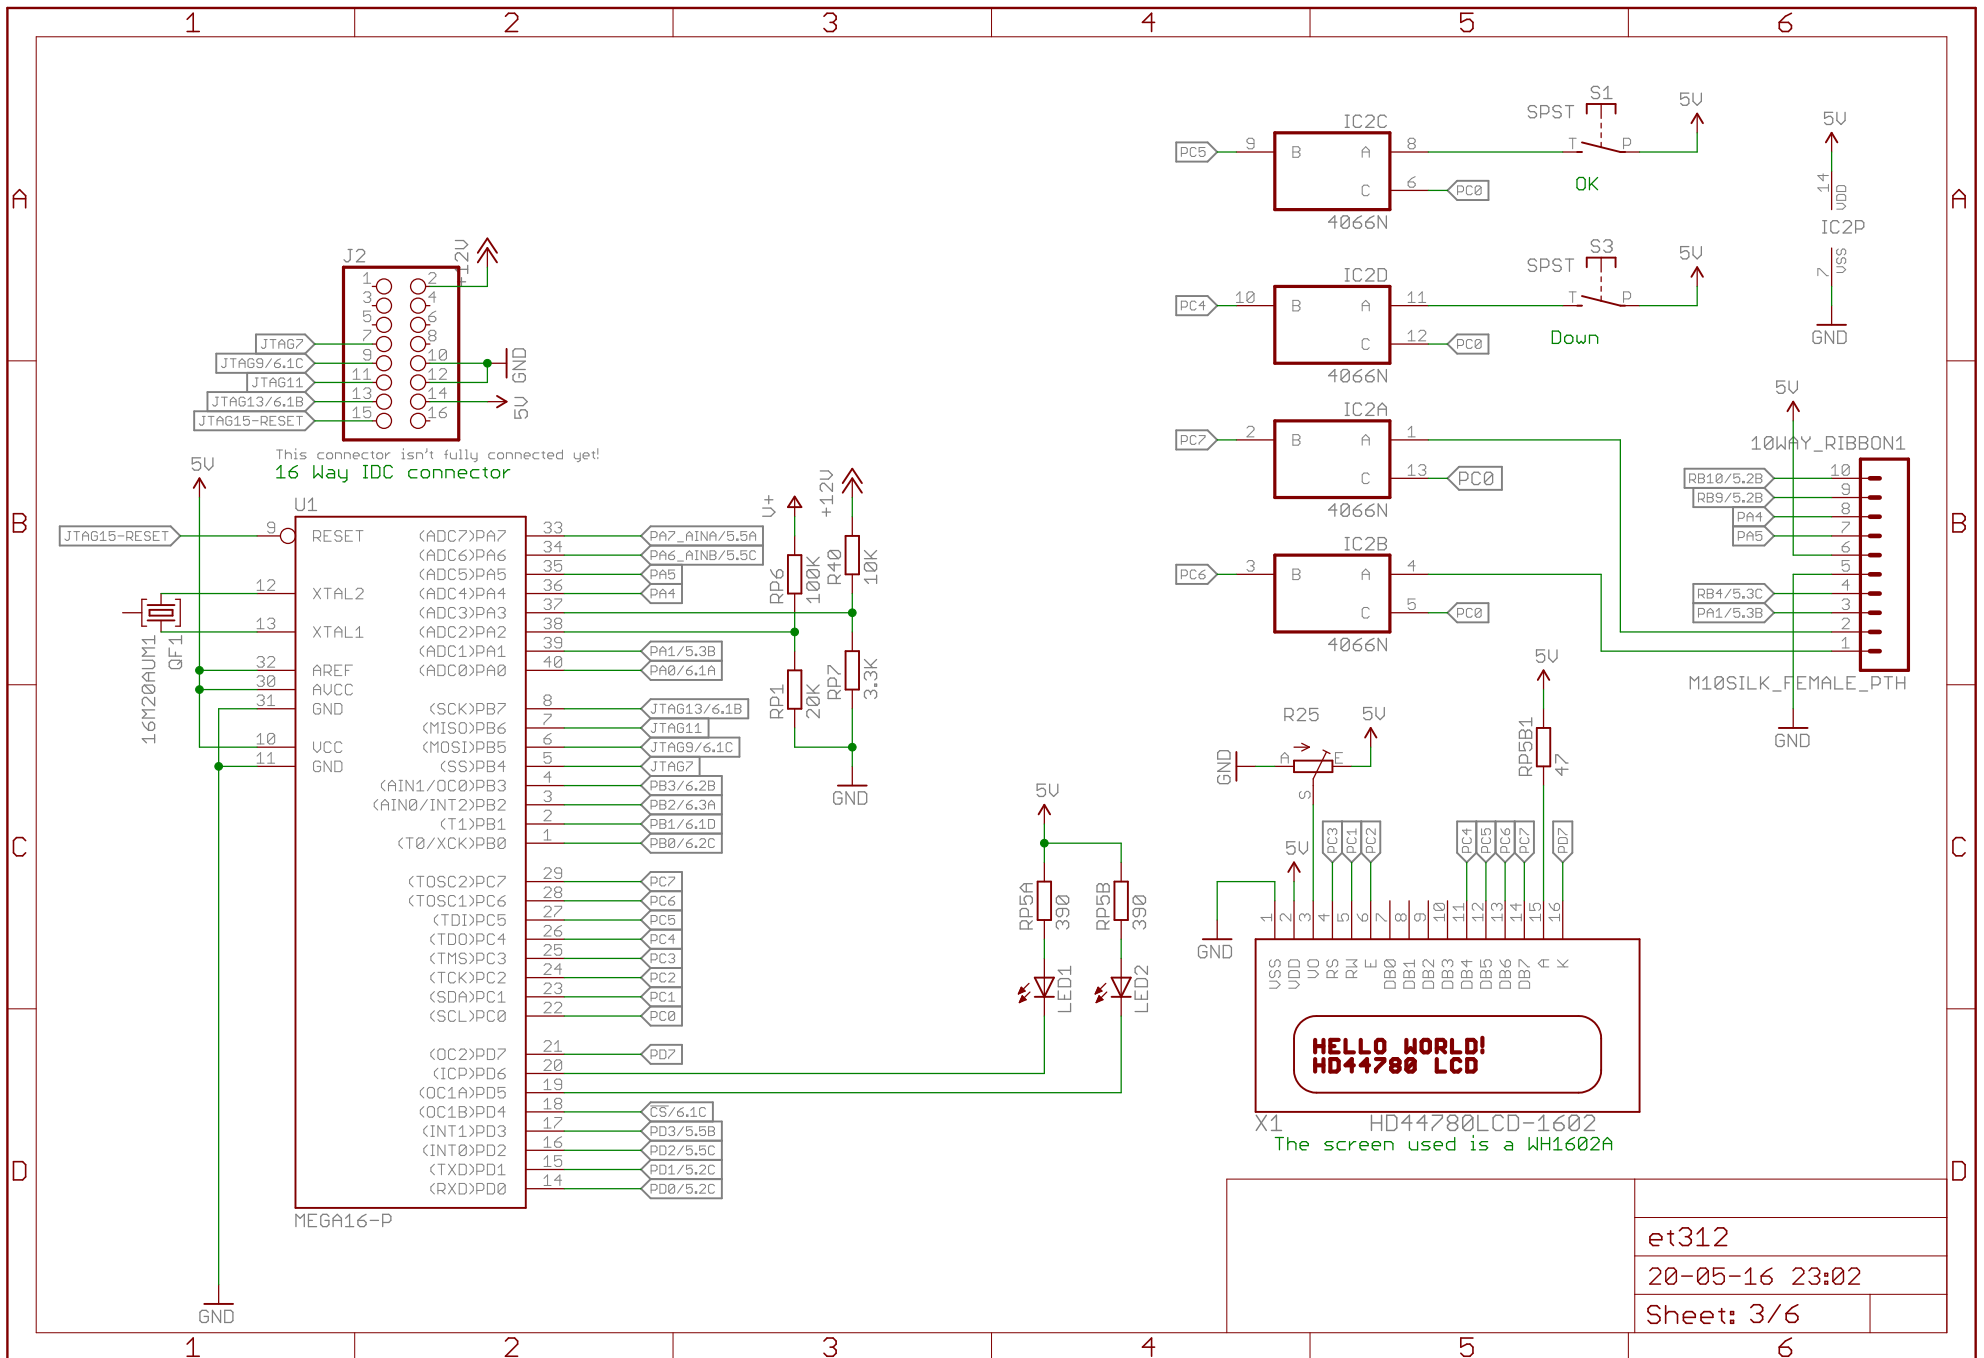 1 2 3 4 5 6
A B C D
A B C D
1 2 3 4 5 6
J2
+12V
1 2
3 4
5 6
7 8
9 10
11 12
13 14
15 16
JTAG7
JTAG9/6.1C
JTAG11
JTAG13/6.1B
JTAG15-RESET
GND
5V
This connector isn't fully connected yet!
16 Way IDC connector
5V
U1
JTAG15-RESET
9 RESET
12 XTAL2
13 XTAL1
32 AREF
30 AVCC
31 GND
10 VCC
11 GND
16M20AUM1
QF1
GND
(ADC7)PA7 33 PA7_AINA/5.5A
(ADC6)PA6 34 PA6_AINB/5.5C
(ADC5)PA5 35 PA5
(ADC4)PA4 36 PA4
(ADC3)PA3 37
(ADC2)PA2 38
(ADC1)PA1 39 PA1/5.3B
(ADC0)PA0 40 PA0/6.1A
(SCK)PB7 8 JTAG13/6.1B
(MISO)PB6 7 JTAG11
(MOSI)PB5 6 JTAG9/6.1C
(SS)PB4 5 JTAG7
(AIN1/OC0)PB3 4 PB3/6.2B
(AIN0/INT2)PB2 3 PB2/6.3A
(T1)PB1 2 PB1/6.1D
(T0/XCK)PB0 1 PB0/6.2C
(TOSC2)PC7 29 PC7
(TOSC1)PC6 28 PC6
(TDI)PC5 27 PC5
(TDO)PC4 26 PC4
(TMS)PC3 25 PC3
(TCK)PC2 24 PC2
(SDA)PC1 23 PC1
(SCL)PC0 22 PC0
(OC2)PD7 21 PD7
(ICP)PD6 20
(OC1A)PD5 19
(OC1B)PD4 18 CS/6.1C
(INT1)PD3 17 PD3/5.5B
(INT0)PD2 16 PD2/5.5C
(TXD)PD1 15 PD1/5.2C
(RXD)PD0 14 PD0/5.2C
MEGA16-P
V+
+12V
RP6
100K
R40
10K
RP1
20K
RP7
3.3K
GND
5V
RP5A
390
RP5B
390
LED1
LED2
IC2C
PC5 9 B A 8
C 6 PC0
4066N
S1
SPST
T P
5V
OK
IC2D
PC4 10 B A 11
C 12 PC0
4066N
S3
SPST
T P
5V
Down
5V
14
VDD
IC2P
7
VSS
GND
IC2A
PC7 2 B A 1
C 13 PC0
4066N
IC2B
PC6 3 B A 4
C 5 PC0
4066N
5V
10WAY_RIBBON1
RB10/5.2B 10
RB9/5.2B 9
PA4 8
PA5 7
6
5
RB4/5.3C 4
PA1/5.3B 3
2
1
M10SILK_FEMALE_PTH
GND
R25
5V
GND
A E
S
5V
RP5B1
47
5V
GND
PC3 PC1 PC2 PC4 PC5 PC6 PC7 PD7
1 2 3 4 5 6 7 8 9 10 11 12 13 14 15 16
VSS VDD VO RS RW E DB0 DB1 DB2 DB3 DB4 DB5 DB6 DB7 A K
HELLO WORLD!
HD44780 LCD
X1 HD44780LCD-1602
The screen used is a WH1602A
et312
20-05-16 23:02
Sheet: 3/6